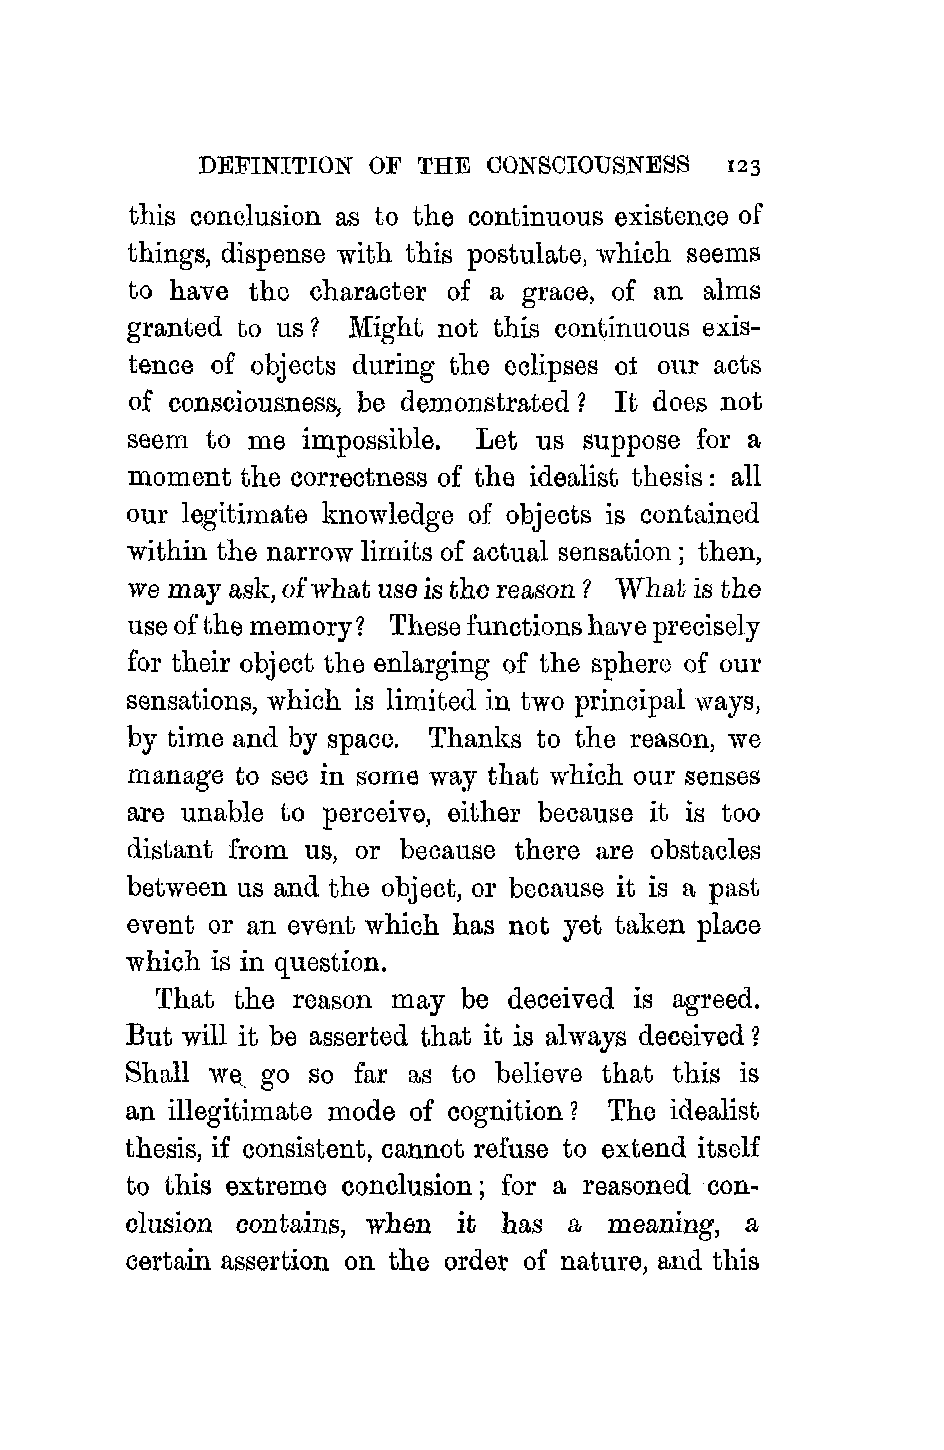 DEFINITION OF THE CONSCIOUSNESS 123
this conclusion as to the continuous existence of
things, dispense with this postulate, which seems
to have the character of a grace, of an alms
granted to us? Might not this continuous exis-
tence of objects during the eclipses of our acts
of consciousness, be demonstrated? It does not
seem to me impossible. Let us suppose for a
moment the correctness of the idealist thesis: all
our legitimate knowledge of objects is contained
within the narrow limits of actual sensation; then,
we may ask, of what use is the reason? What is the
use of the memory? These functions have precisely
for their object the enlarging of the sphere of our
sensations, which is limited in two principal ways,
by time and by space. Thanks to the reason, we
manage to see in some way that which our senses
are unable to perceive, either because it is too
distant from us, or because there are obstacles
between us and the object, or because it is a past
event or an event which has not yet taken place
which is in question.
That the reason may be deceived is agreed.
But will it be asserted that it is always deceived?
Shall we go so far as to believe that this is
an illegitimate mode of cognition? The idealist
thesis, if consistent, cannot refuse to extend itself
to this extreme conclusion; for a reasoned con-
clusion contains, when it has a meaning, a
certain assertion on the order of nature, and this